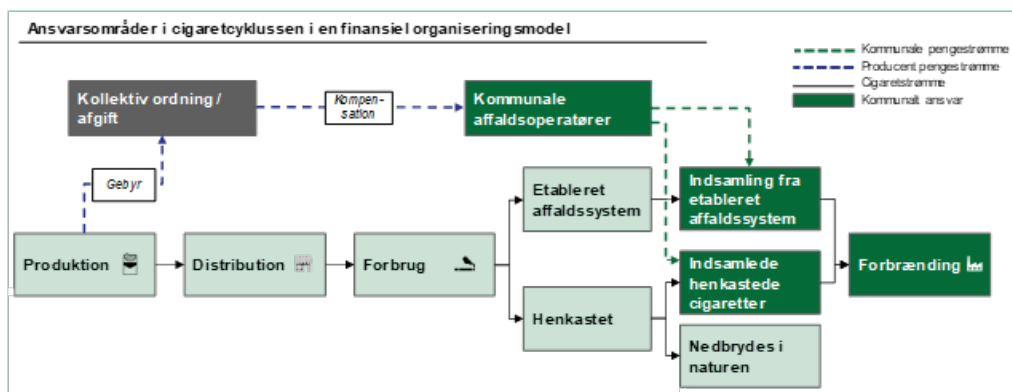 Ansvarsområder i cigaretcyklussen i en finansiel organiseringsmodel
Kommunale pengestrømme
Producent pengestrømme
Cigaretstrømme
Kommunalt ansvar
Kollektiv ordning /
afgift
Kompen-
sation
Kommunale
affaldsoperatører
Gebyr
Etableret
affaldssystem
Indsamling fra
etableret
affaldssystem
Produktion
Distribution
Forbrug
Indsamlede
henkastede
cigaretter
Forbrænding
Henkastet
Nedbrydes i
naturen